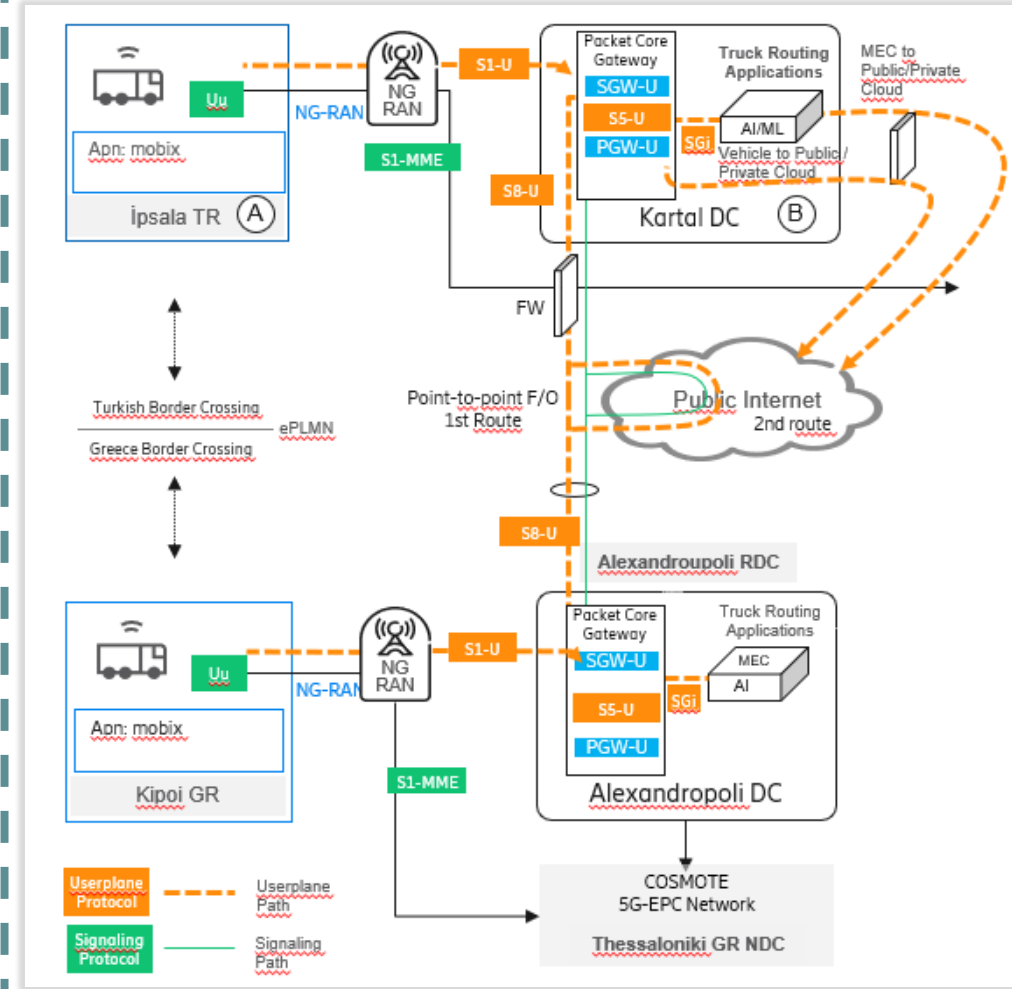 Uu
Apn: mobix
İpsala TR
A
NG-RAN
NG
RAN
S1-U
S1-MME
Packet Core
Gateway
SGW-U
S5-U
PGW-U
S8-U
SGi
Truck Routing
Applications
AI/ML
Vehicle to Public/
Private Cloud
Kartal DC
B
MEC to
Public/Private
Cloud
FW
Turkish Border Crossing
ePLMN
Greece Border Crossing
Point-to-point F/O
1st Route
Public Internet
2nd route
S8-U
Alexandroupoli RDC
Uu
Apn: mobix
Kipoi GR
NG-RAN
NG
RAN
S1-U
S1-MME
Packet Core
Gateway
SGW-U
S5-U
PGW-U
SGi
Truck Routing
Applications
MEC
AI
Alexandropoli DC
COSMOTE
5G-EPC Network
Thessaloniki GR NDC
Userplane
Protocol
Userplane
Path
Signaling
Protocol
Signaling
Path